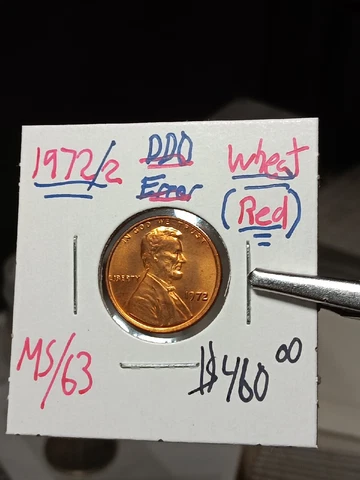 1972/2 DDO Wheat
Error (Red)
IN GOD WE TRUST
LIBERTY
1972
MS/63
$460.00